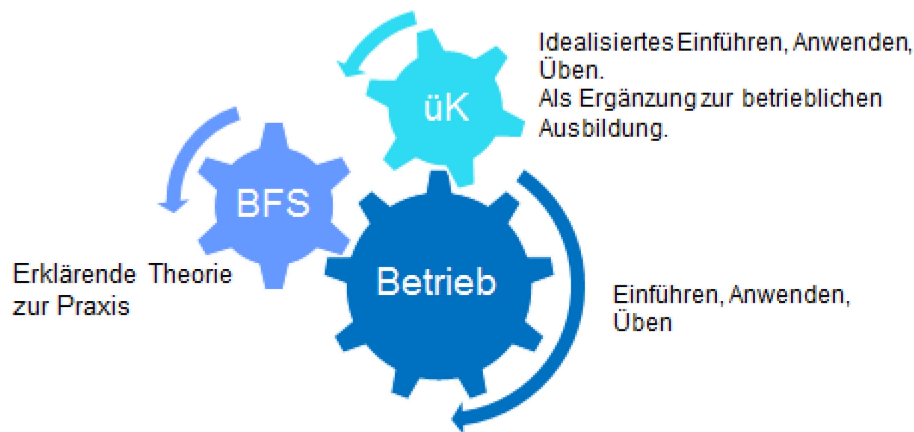 Idealisiertes Einführen, Anwenden,
Üben.
Als Ergänzung zur betrieblichen
Ausbildung.
üK
BFS
Betrieb
Erklärende Theorie
zur Praxis
Einführen, Anwenden,
Üben